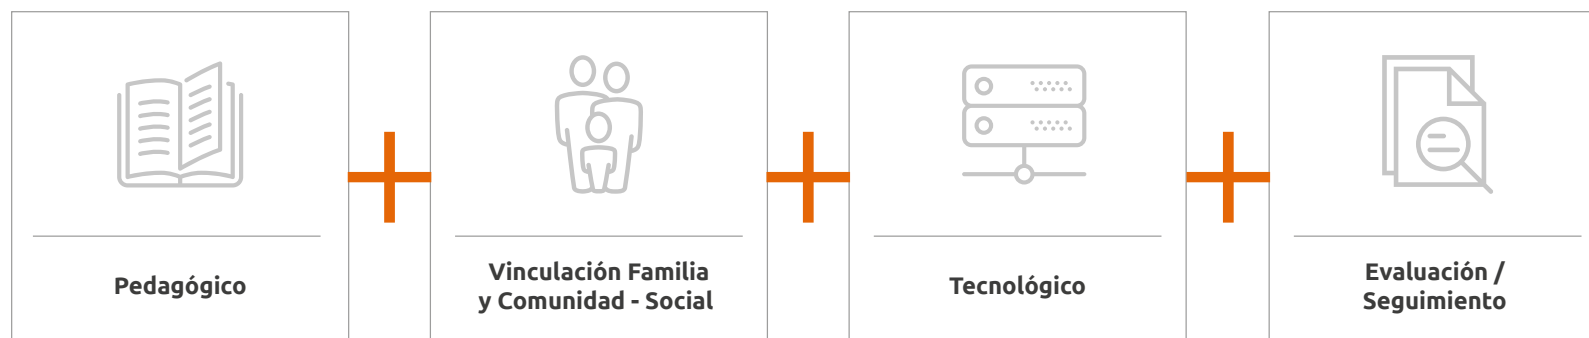 Pedagógico
Vinculación Familia
y Comunidad - Social
Tecnológico
Evaluación /
Seguimiento